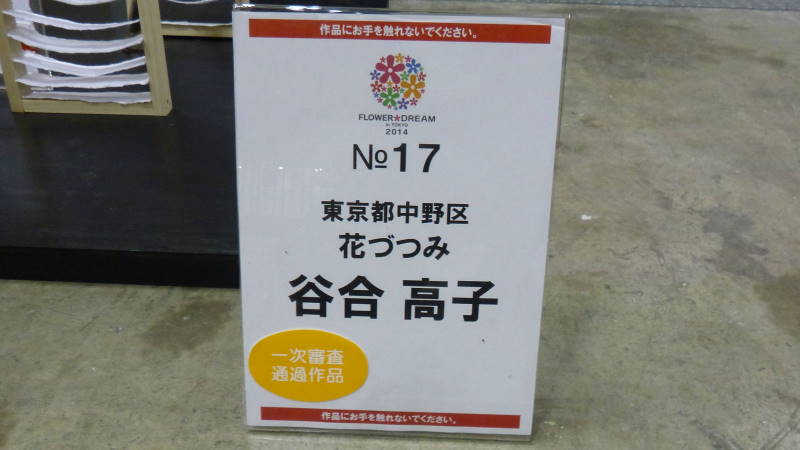 作品にお手を触れないでください。
FLOWER★DREAM
in TOKYO
2014
№17
東京都中野区
花づつみ
谷合 高子
一次審査
通過作品
作品にお手を触れないでください。